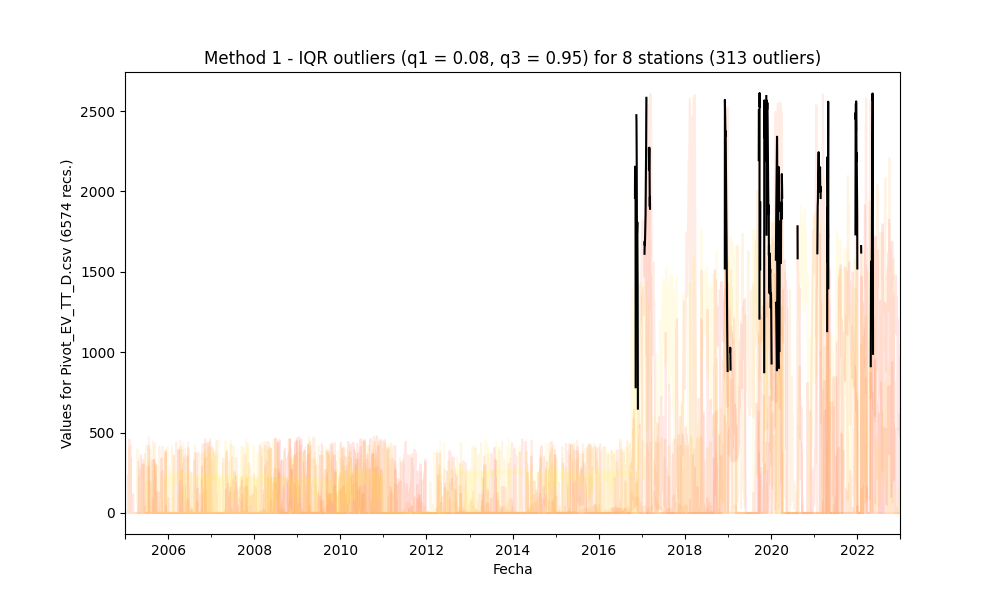 Method 1 - IQR outliers (q1 = 0.08, q3 = 0.95) for 8 stations (313 outliers)
Values for Pivot_EV_TT_D.csv (6574 recs.)
2500
2000
1500
1000
500
0
2006 2008 2010 2012 2014 2016 2018 2020 2022
Fecha